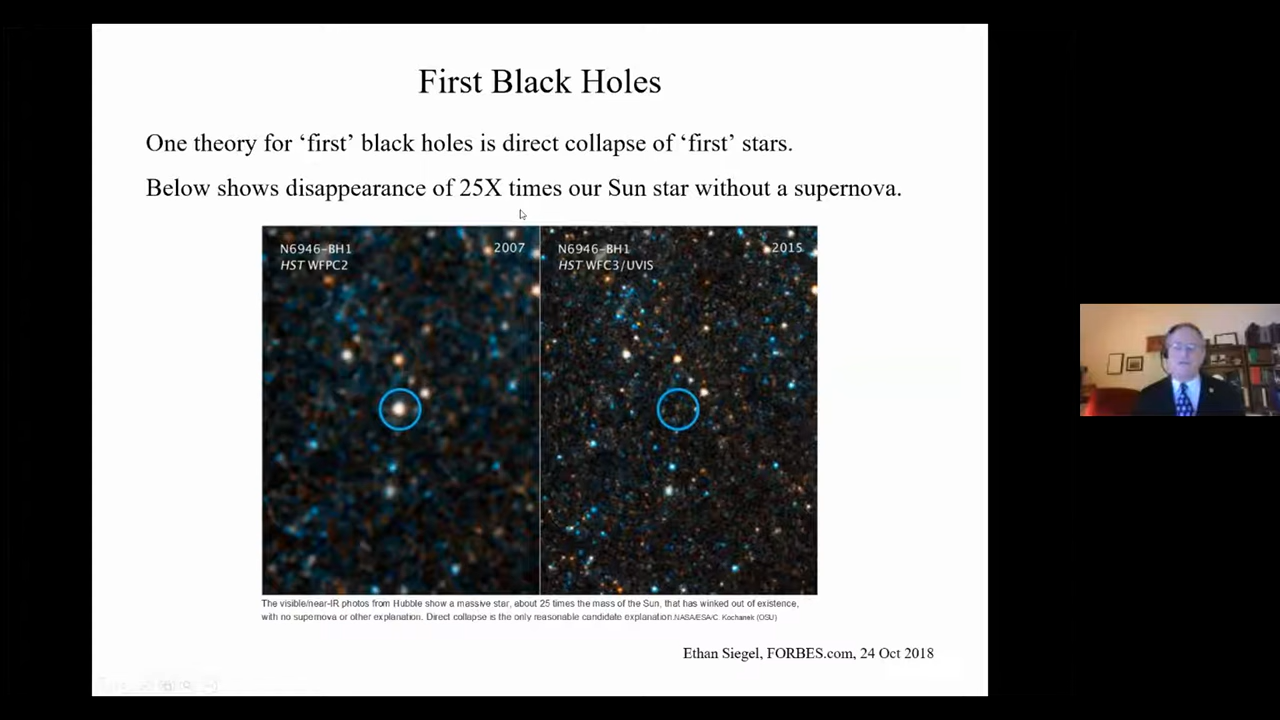 First Black Holes
One theory for ‘first’ black holes is direct collapse of ‘first’ stars.
Below shows disappearance of 25X times our Sun star without a supernova.
N6946-BH1
2007
HST WFPC2
N6946-BH1
2015
HST WFC3/UVIS
The visible/near-IR photos from Hubble show a massive star, about 25 times the mass of the Sun, that has winked out of existence,
with no supernova or other explanation. Direct collapse is the only reasonable candidate explanation.NASA/ESA/C. Kochanek (OSU)
Ethan Siegel, FORBES.com, 24 Oct 2018